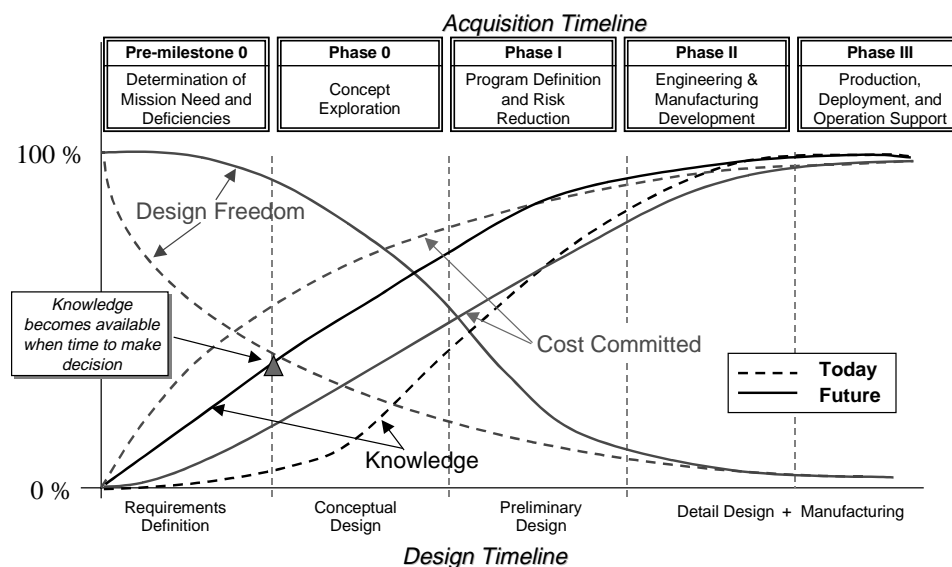 Acquisition Timeline
Pre-milestone 0
Determination of
Mission Need and
Deficiencies
Phase 0
Concept
Exploration
Phase I
Program Definition
and Risk
Reduction
Phase II
Engineering &
Manufacturing
Development
Phase III
Production,
Deployment, and
Operation Support
100 %
Design Freedom
Knowledge
becomes available
when time to make
decision
Cost Committed
Today
Future
Knowledge
0 %
Requirements
Definition
Conceptual
Design
Preliminary
Design
Detail Design + Manufacturing
Design Timeline